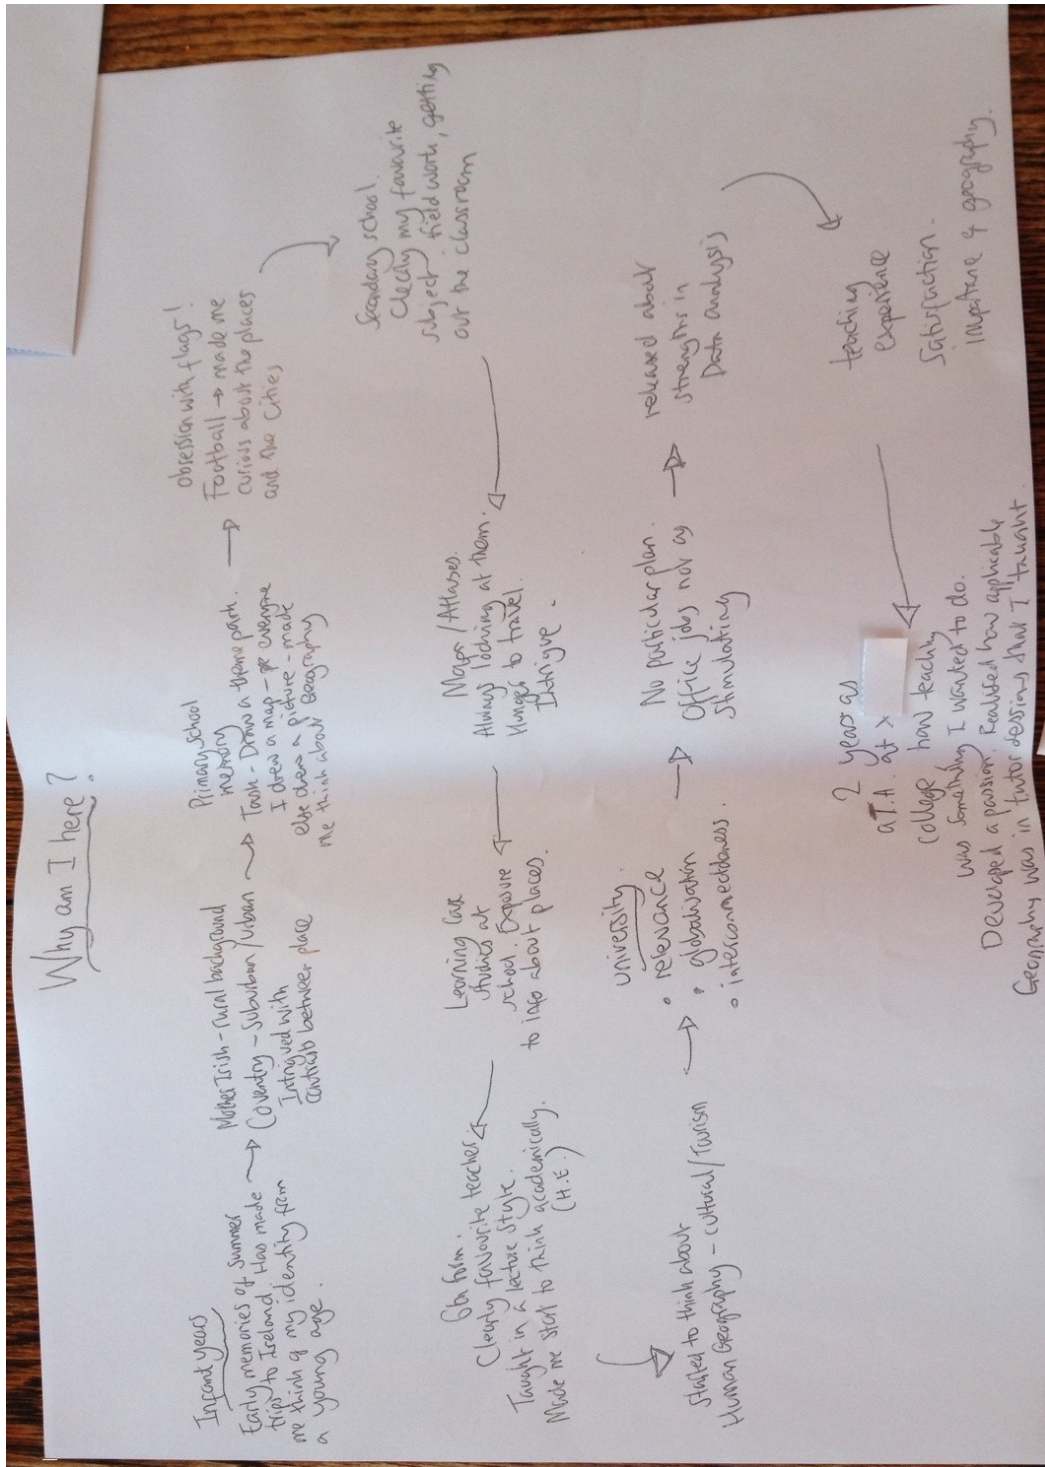 Why am I here?
Infant years
Early memories of Summer
trips to Ireland. Has made
me think of my identity from
a young age.
Mother Irish - rural background
Coventry - Suburban/urban
Intrigued with
contrasts between place
Primary School
memory
Task - Draw a theme park.
I drew a map - everyone
else drew a picture - made
me think about Geography
obsession with flags!
Football → made me
curious about the places
and the cities
Secondary school.
Clearly my favourite
subject field work, getting
out the classroom
Maps/Atlases.
Always looking at them.
Hunger to travel.
Intrigue.
Learning case
studies at
school. Exposure
to info about places.
6th form.
Clearly favourite teacher
Taught in a lecture style.
Made me start to think academically.
(H.E.)
started to think about
Human Geography - cultural/Tourism
university.
• relevance
• globalisation
• interconnectedness.
No particular plan.
Office jobs not as
Stimulating
released about
strengths in
Data analysis
teaching
experience
Satisfaction.
importance of geography.
2 years as
a T.A. at x
college how teaching
was something I wanted to do.
Developed a passion. Realised how applicable
Geography was in tutor sessions that I taught.